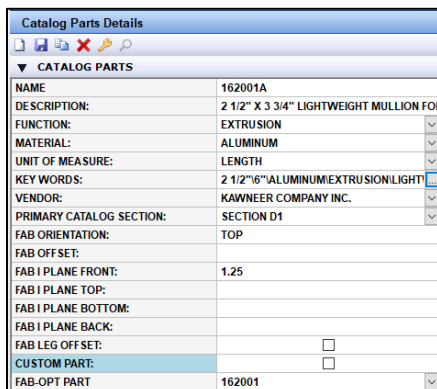 Catalog Parts Details
CATALOG PARTS
NAME 162001A
DESCRIPTION: 2 1/2" X 3 3/4" LIGHTWEIGHT MULLION FO
FUNCTION: EXTRUSION
MATERIAL: ALUMINUM
UNIT OF MEASURE: LENGTH
KEY WORDS: 2 1/2"\6"\ALUMINUM\EXTRUSION\LIGHT ...
VENDOR: KAWNEER COMPANY INC.
PRIMARY CATALOG SECTION: SECTION D1
FAB ORIENTATION: TOP
FAB OFFSET:
FAB I PLANE FRONT: 1.25
FAB I PLANE TOP:
FAB I PLANE BOTTOM:
FAB I PLANE BACK:
FAB LEG OFFSET:
CUSTOM PART:
FAB-OPT PART 162001